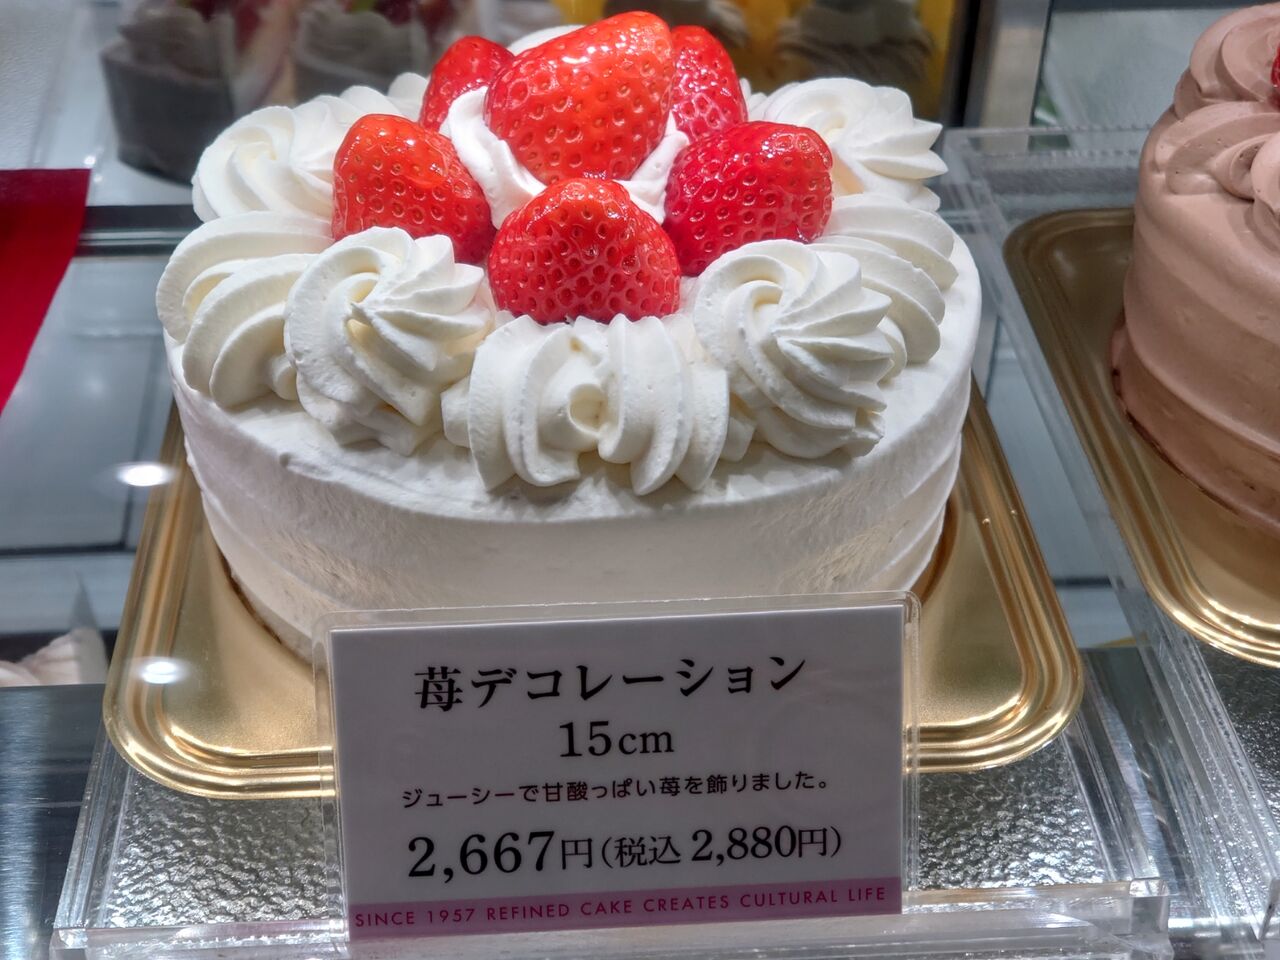 苺デコレーション
15cm
ジューシーで甘酸っぱい苺を飾りました。
2,667円(税込 2,880円)
SINCE 1957 REFINED CAKE CREATES CULTURAL LIFE